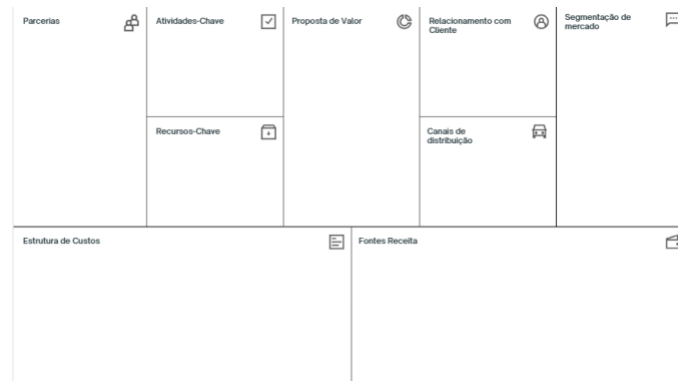 Parcerias
Atividades-Chave
Proposta de Valor
Relacionamento com
Cliente
Segmentação de
mercado
Recursos-Chave
Canais de
distribuição
Estrutura de Custos
Fontes Receita